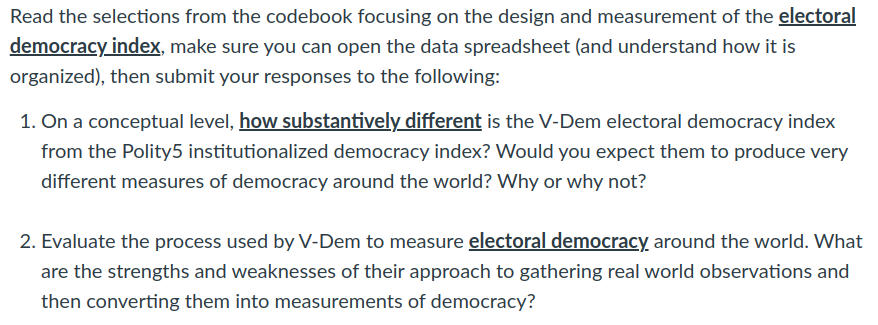 Read the selections from the codebook focusing on the design and measurement of the electoral
democracy index, make sure you can open the data spreadsheet (and understand how it is
organized), then submit your responses to the following:
1. On a conceptual level, how substantively different is the V-Dem electoral democracy index
from the Polity5 institutionalized democracy index? Would you expect them to produce very
different measures of democracy around the world? Why or why not?
2. Evaluate the process used by V-Dem to measure electoral democracy around the world. What
are the strengths and weaknesses of their approach to gathering real world observations and
then converting them into measurements of democracy?